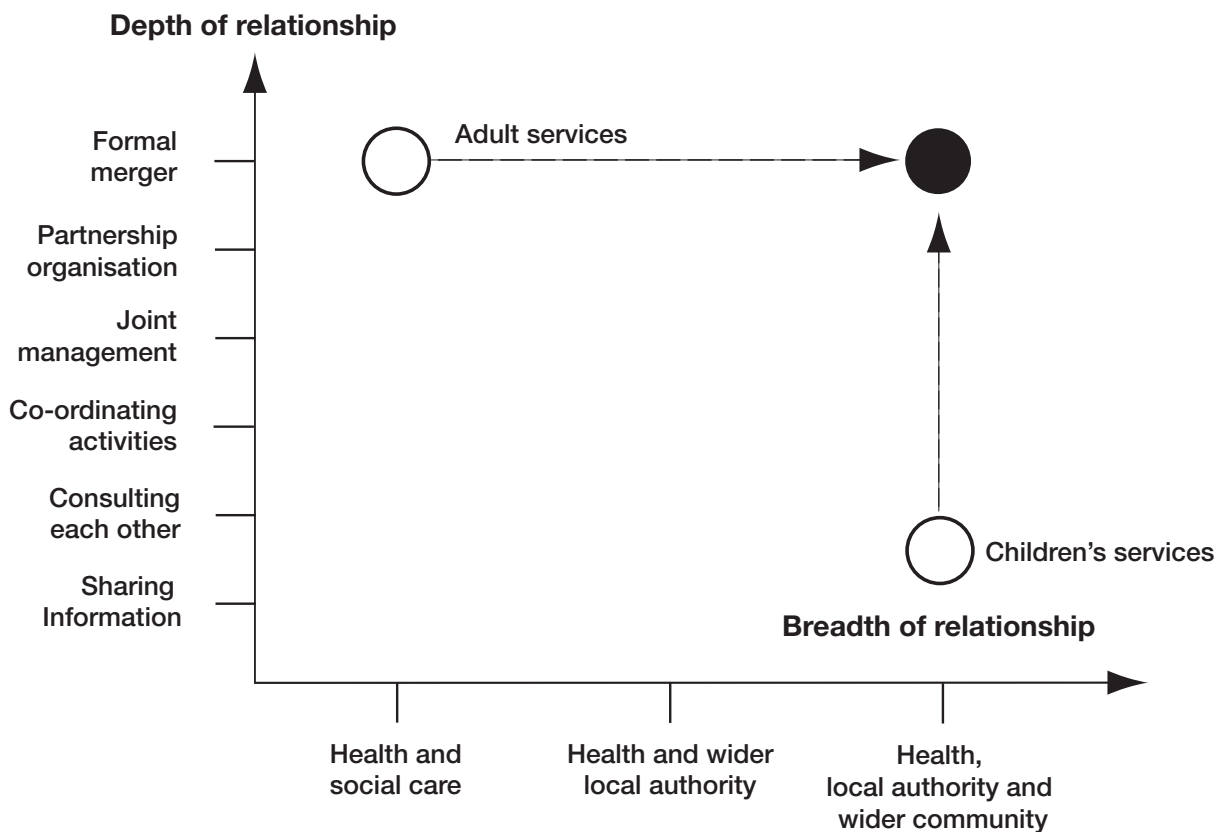 Depth of relationship
Formal
merger
Adult services
Partnership
organisation
Joint
management
Co-ordinating
activities
Consulting
each other
Children’s services
Sharing
Information
Breadth of relationship
Health and
social care
Health and wider
local authority
Health,
local authority and
wider community